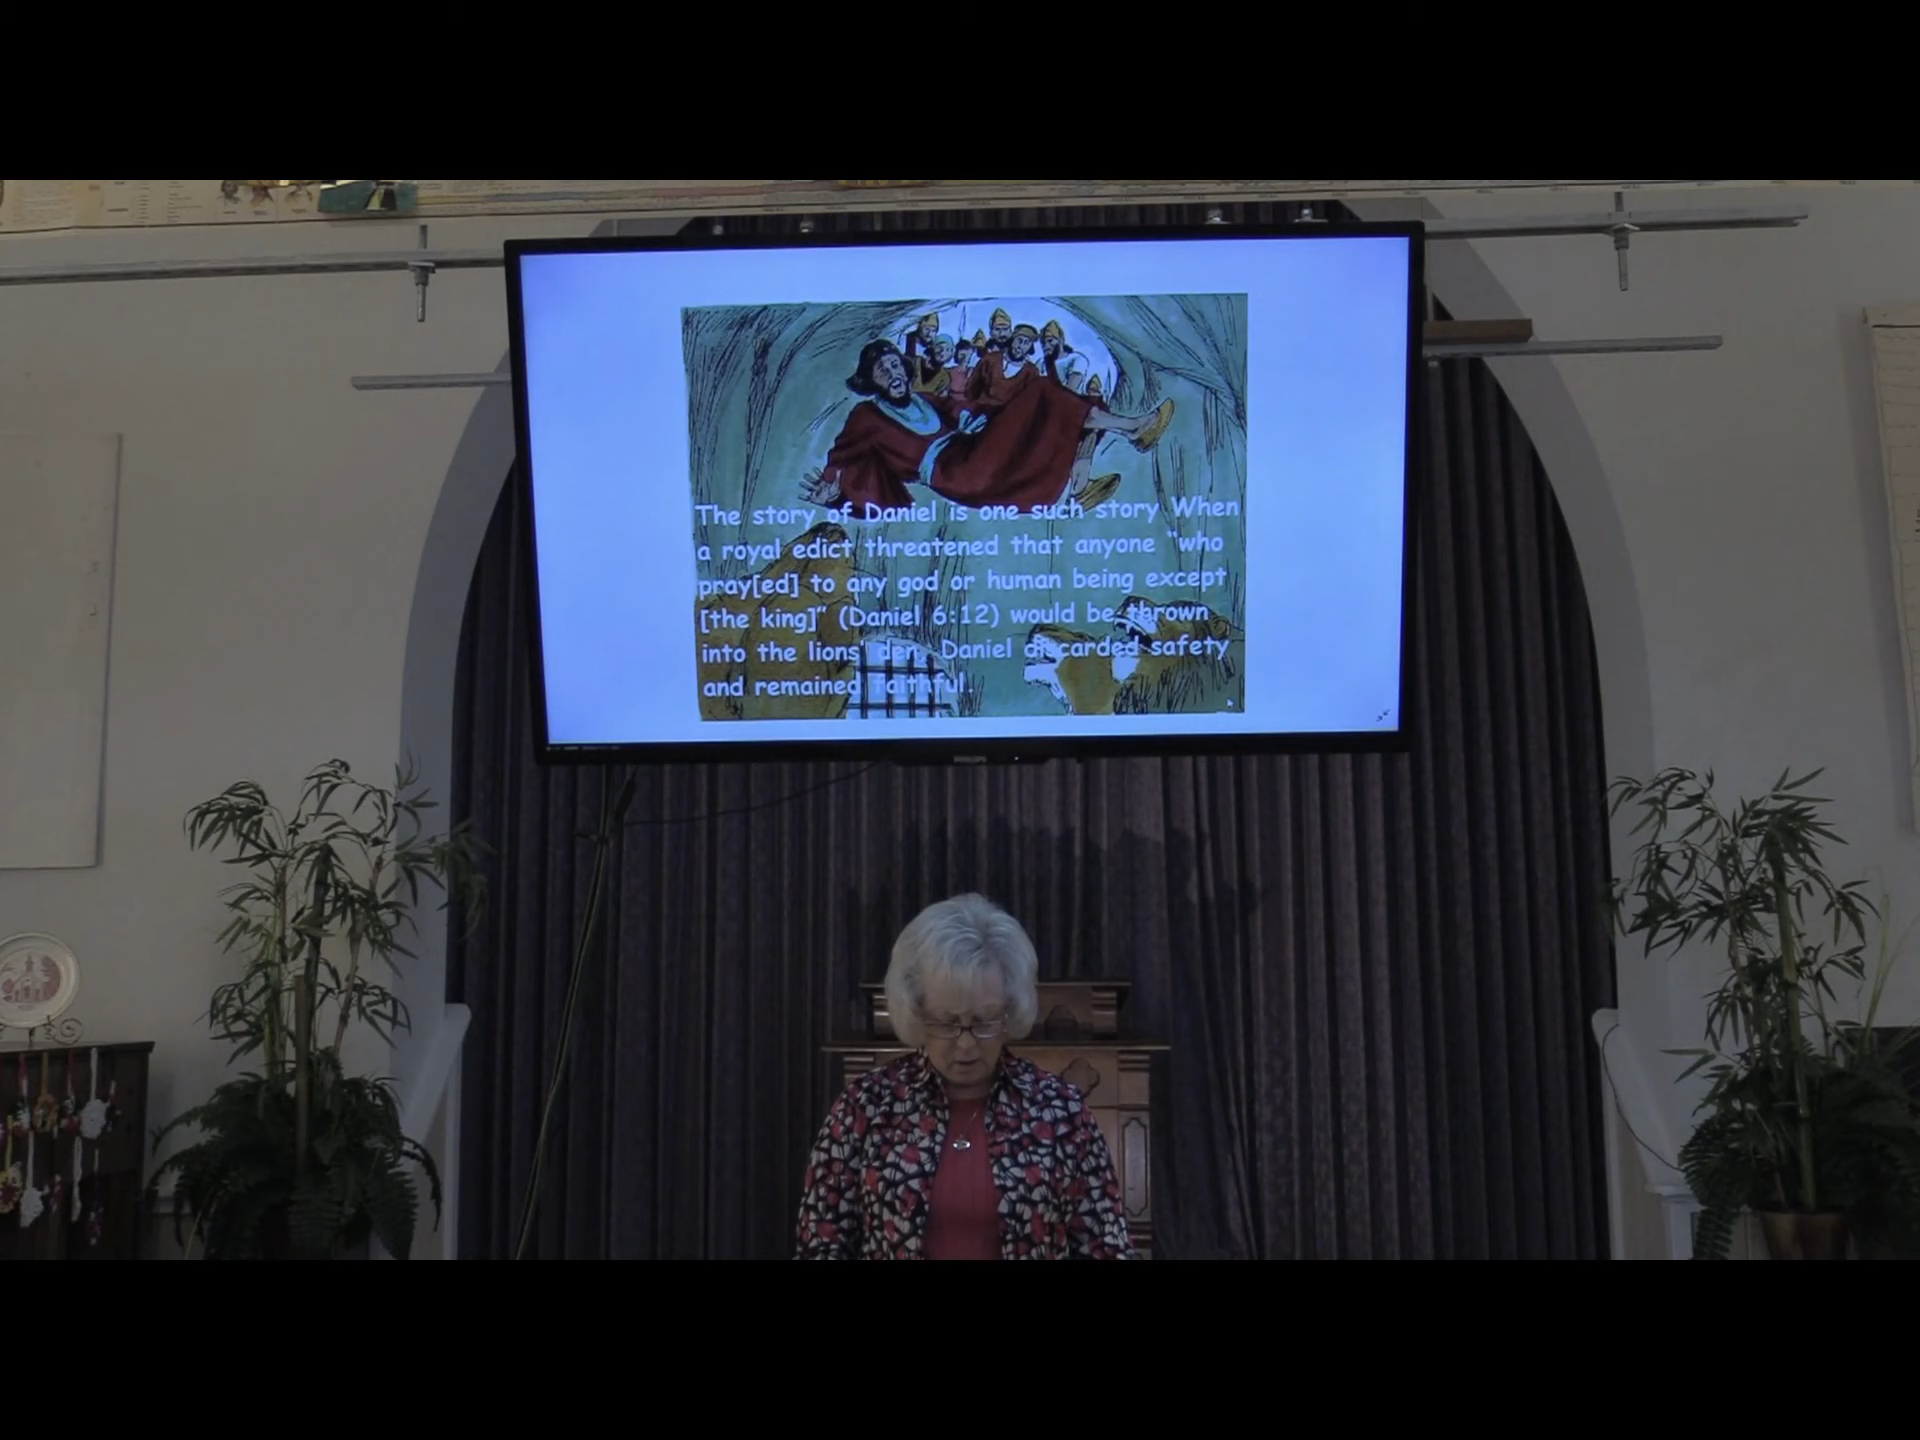 The story of Daniel is one such story When
a royal edict threatened that anyone "who
pray[ed] to any god or human being except
[the king]" (Daniel 6:12) would be thrown
into the lions' den, Daniel discarded safety
and remained faithful.
PHILIPS